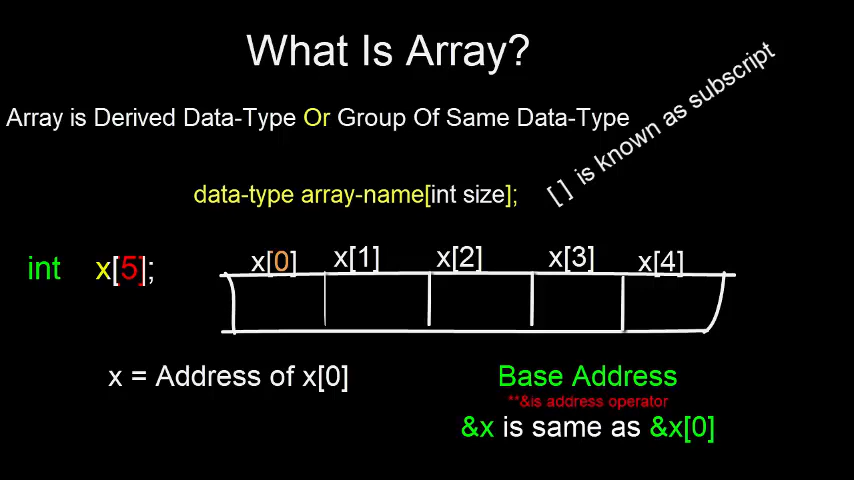 What Is Array?
Array is Derived Data-Type Or Group Of Same Data-Type
[ ] is known as subscript
data-type array-name[int size];
int x[5];
x[0] x[1] x[2] x[3] x[4]
x = Address of x[0]
Base Address
**&is address operator
&x is same as &x[0]